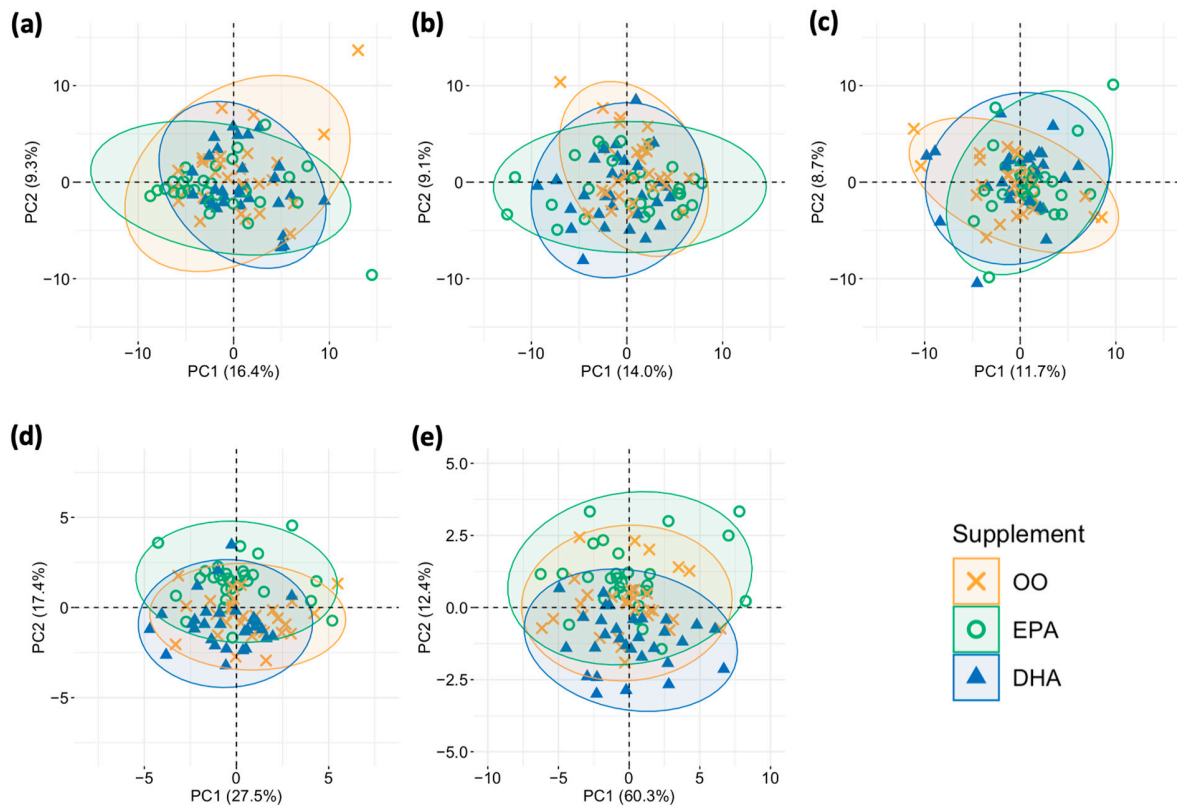 (a)
(b)
(c)
PC2 (9.3%)
10
0
−10
−10
0
10
PC1 (16.4%)
PC2 (9.1%)
10
0
−10
−10
0
10
PC1 (14.0%)
PC2 (8.7%)
10
0
−10
−10
0
10
PC1 (11.7%)
(d)
(e)
PC2 (17.4%)
5
0
−5
−5
0
5
PC1 (27.5%)
PC2 (12.4%)
5.0
2.5
0.0
−2.5
−5.0
−10
−5
0
5
10
PC1 (60.3%)
Supplement
OO
EPA
DHA